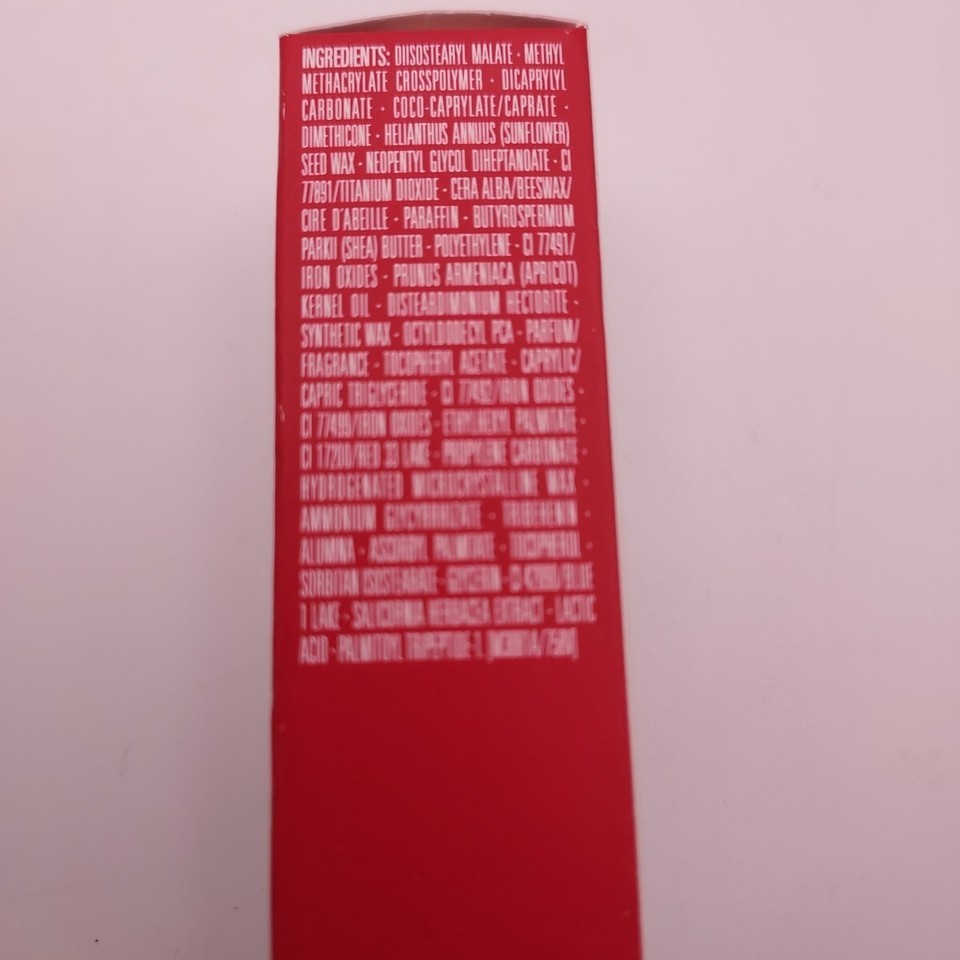 INGREDIENTS: DIISOSTEARYL MALATE · METHYL
METHACRYLATE CROSSPOLYMER · DICAPRYLYL
CARBONATE · COCO-CAPRYLATE/CAPRATE ·
DIMETHICONE · HELIANTHUS ANNUUS (SUNFLOWER)
SEED WAX · NEOPENTYL GLYCOL DIHEPTANOATE · CI
77891/TITANIUM DIOXIDE · CERA ALBA/BEESWAX/
CIRE D'ABEILLE · PARAFFIN · BUTYROSPERMUM
PARKII (SHEA) BUTTER · POLYETHYLENE · CI 77491/
IRON OXIDES · PRUNUS ARMENIACA (APRICOT)
KERNEL OIL · DISTEARDIMONIUM HECTORITE ·
SYNTHETIC WAX · OCTYLDODECYL PCA · PARFUM/
FRAGRANCE · TOCOPHERYL ACETATE · CAPRYLIC/
CAPRIC TRIGLYCERIDE · CI 77492/IRON OXIDES ·
CI 77499/IRON OXIDES · ETHYLHEXYL PALMITATE ·
CI 17200/RED 33 LAKE · PROPYLENE CARBONATE ·
HYDROGENATED MICROCRYSTALLINE WAX ·
AMMONIUM GLYCYRRHIZATE · TRIBEHENIN ·
ALUMINA · ASCORBYL PALMITATE · TOCOPHEROL ·
SORBITAN ISOSTEARATE · GLYCERIN · CI 42090/BLUE
1 LAKE · SALICORNIA HERBACEA EXTRACT · LACTIC
ACID · PALMITOYL TRIPEPTIDE-1.